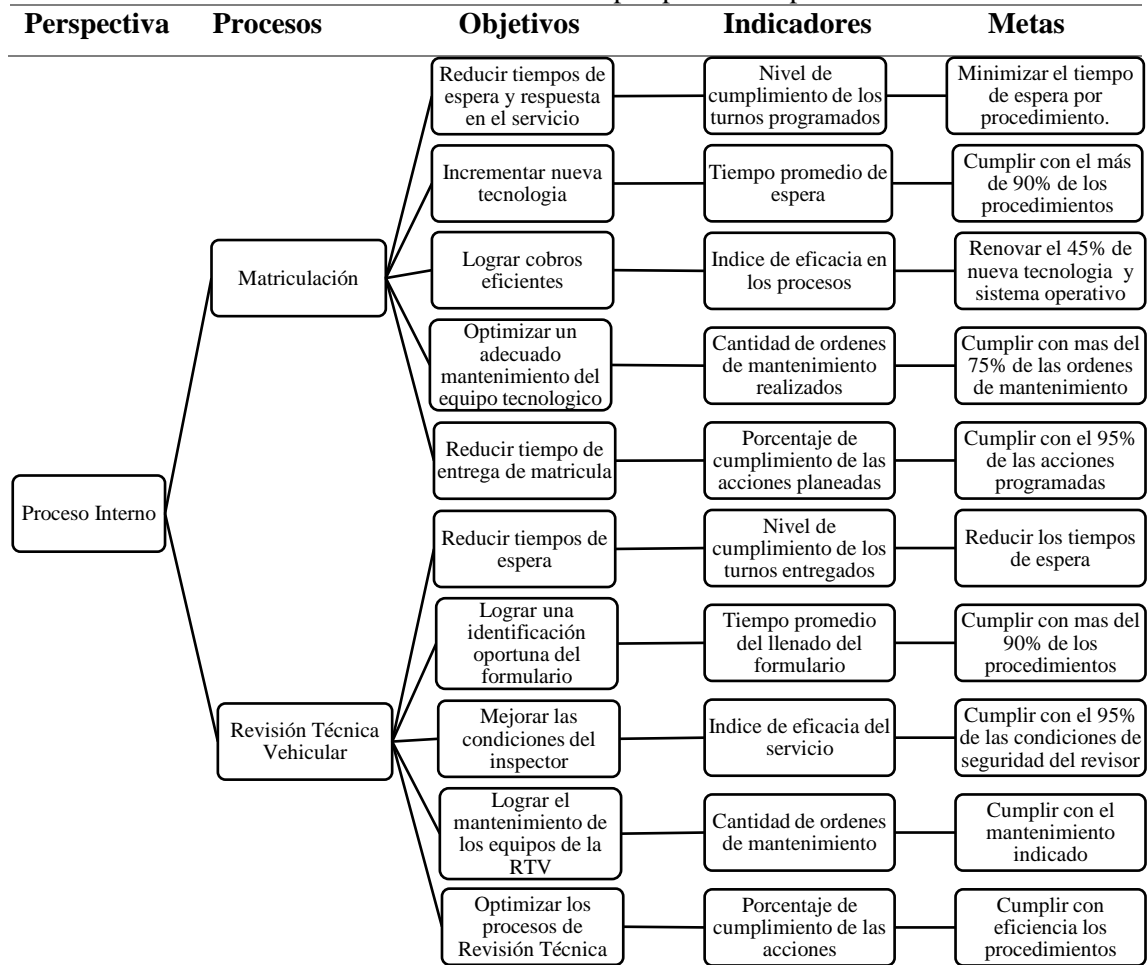 Perspectiva Procesos Objetivos Indicadores Metas
Reducir tiempos de
espera y respuesta
en el servicio
Nivel de
cumplimiento de los
turnos programados
Minimizar el tiempo
de espera por
procedimiento.
Incrementar nueva
tecnologia
Tiempo promedio de
espera
Cumplir con el más
de 90% de los
procedimientos
Matriculación
Lograr cobros
eficientes
Indice de eficacia en
los procesos
Renovar el 45% de
nueva tecnologia y
sistema operativo
Optimizar un
adecuado
mantenimiento del
equipo tecnologico
Cantidad de ordenes
de mantenimiento
realizados
Cumplir con mas del
75% de las ordenes
de mantenimiento
Reducir tiempo de
entrega de matricula
Porcentaje de
cumplimiento de las
acciones planeadas
Cumplir con el 95%
de las acciones
programadas
Proceso Interno
Reducir tiempos de
espera
Nivel de
cumplimiento de los
turnos entregados
Reducir los tiempos
de espera
Lograr una
identificación
oportuna del
formulario
Tiempo promedio
del llenado del
formulario
Cumplir con mas del
90% de los
procedimientos
Revisión Técnica
Vehicular
Mejorar las
condiciones del
inspector
Indice de eficacia del
servicio
Cumplir con el 95%
de las condiciones de
seguridad del revisor
Lograr el
mantenimiento de
los equipos de la
RTV
Cantidad de ordenes
de mantenimiento
Cumplir con el
mantenimiento
indicado
Optimizar los
procesos de
Revisión Técnica
Porcentaje de
cumplimiento de las
acciones
Cumplir con
eficiencia los
procedimientos